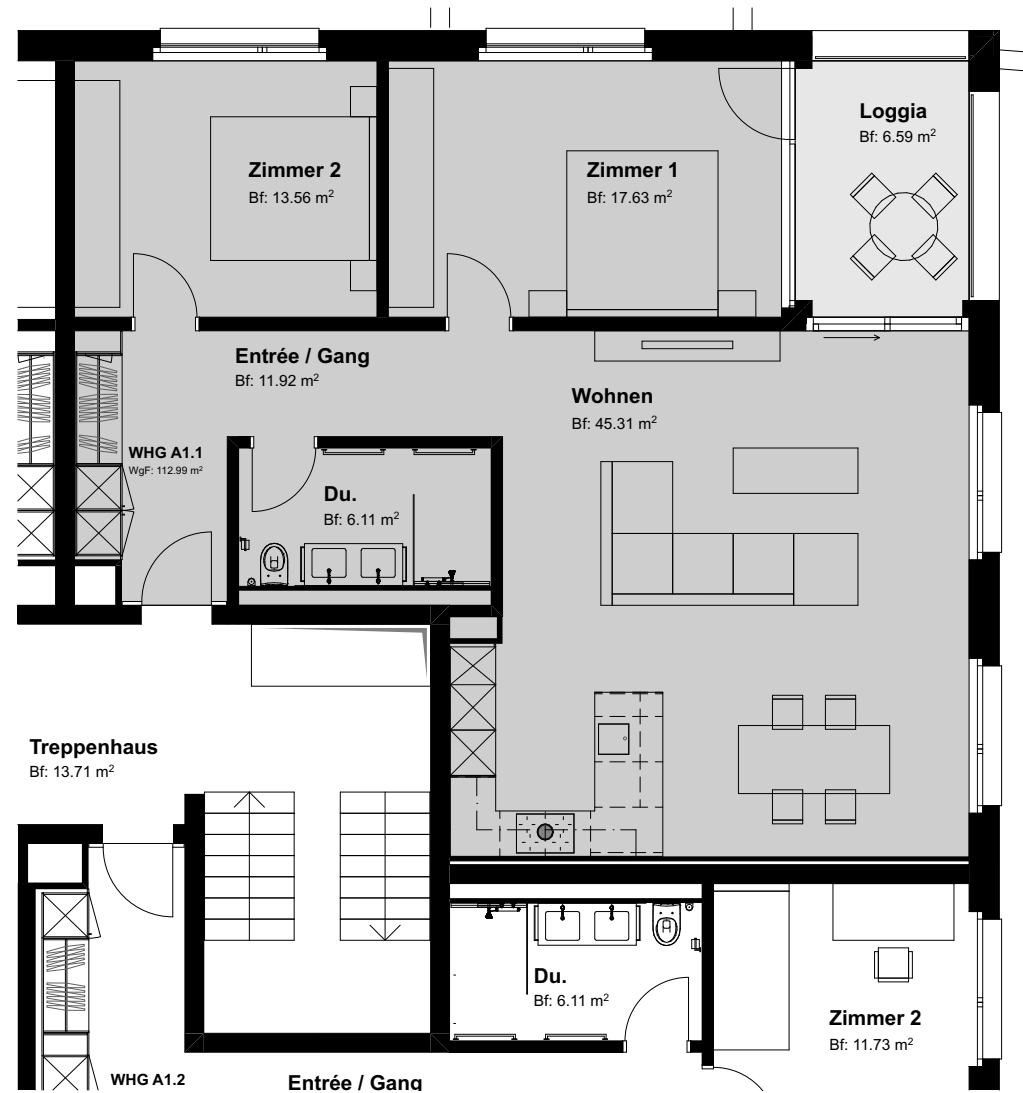 Loggia
Bf: 6.59 m²
Zimmer 2
Bf: 13.56 m²
Zimmer 1
Bf: 17.63 m²
Entrée / Gang
Bf: 11.92 m²
Wohnen
Bf: 45.31 m²
WHG A1.1
WgF: 112.99 m²
Du.
Bf: 6.11 m²
Treppenhaus
Bf: 13.71 m²
Du.
Bf: 6.11 m²
Zimmer 2
Bf: 11.73 m²
WHG A1.2
Entrée / Gang